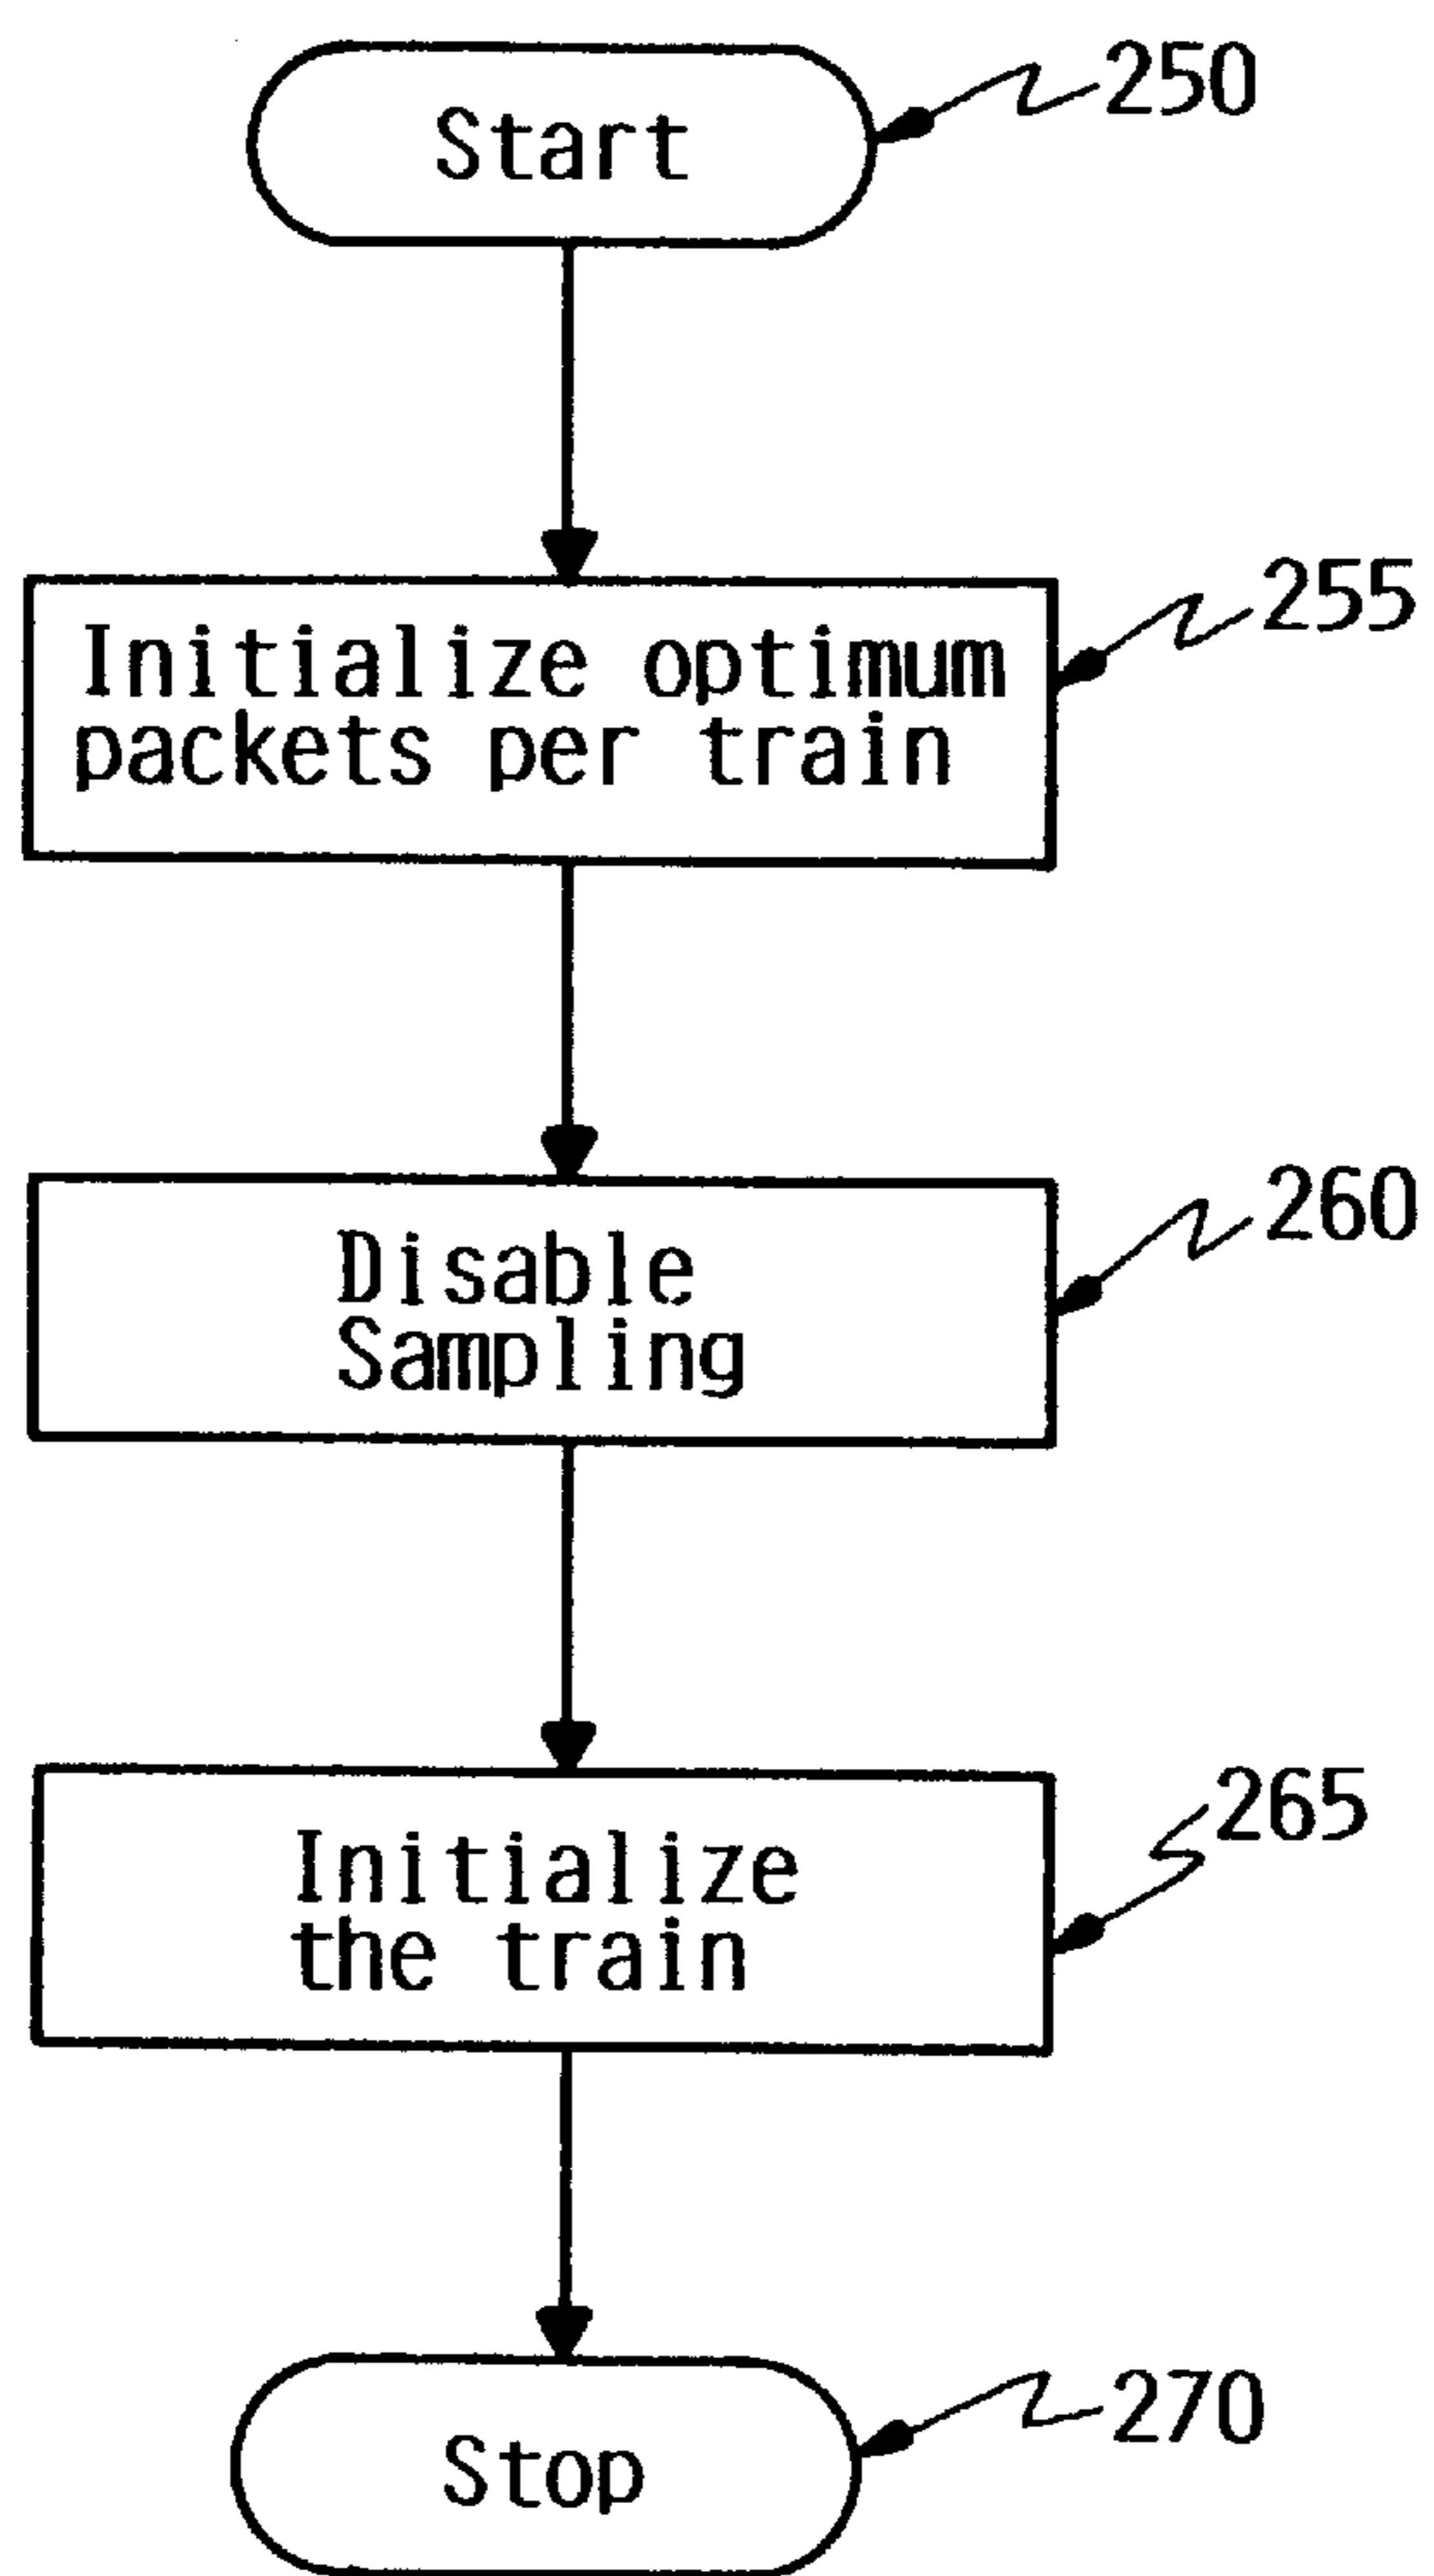 Start
250
Initialize optimum
packets per train
255
Disable
Sampling
260
Initialize
the train
265
Stop
270